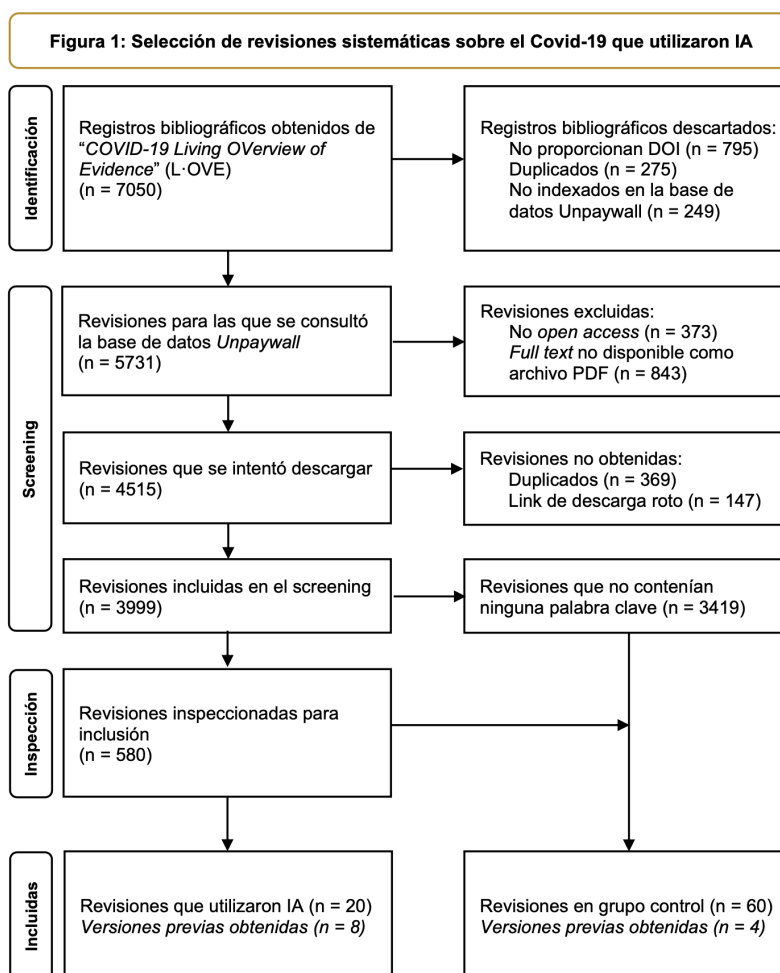 Figura 1: Selección de revisiones sistemáticas sobre el Covid-19 que utilizaron IA
Identificación
Registros bibliográficos obtenidos de
“COVID-19 Living OVerview of
Evidence” (L·OVE)
(n = 7050)
Registros bibliográficos descartados:
No proporcionan DOI (n = 795)
Duplicados (n = 275)
No indexados en la base de
datos Unpaywall (n = 249)
Screening
Revisiones para las que se consultó
la base de datos Unpaywall
(n = 5731)
Revisiones excluidas:
No open access (n = 373)
Full text no disponible como
archivo PDF (n = 843)
Revisiones que se intentó descargar
(n = 4515)
Revisiones no obtenidas:
Duplicados (n = 369)
Link de descarga roto (n = 147)
Revisiones incluidas en el screening
(n = 3999)
Revisiones que no contenían
ninguna palabra clave (n = 3419)
Inspección
Revisiones inspeccionadas para
inclusión
(n = 580)
Incluidas
Revisiones que utilizaron IA (n = 20)
Versiones previas obtenidas (n = 8)
Revisiones en grupo control (n = 60)
Versiones previas obtenidas (n = 4)